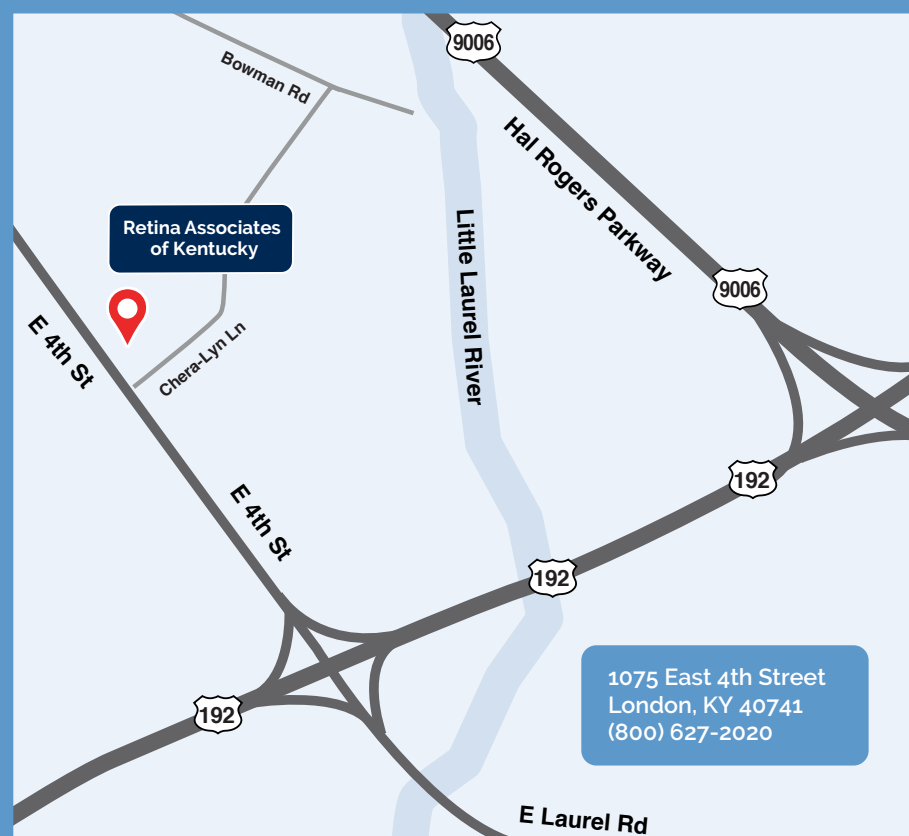 9006
Bowman Rd
Hal Rogers Parkway
Retina Associates
of Kentucky
Little Laurel River
9006
E 4th St
Chera-Lyn Ln
192
E 4th St
192
1075 East 4th Street
London, KY 40741
(800) 627-2020
192
E Laurel Rd